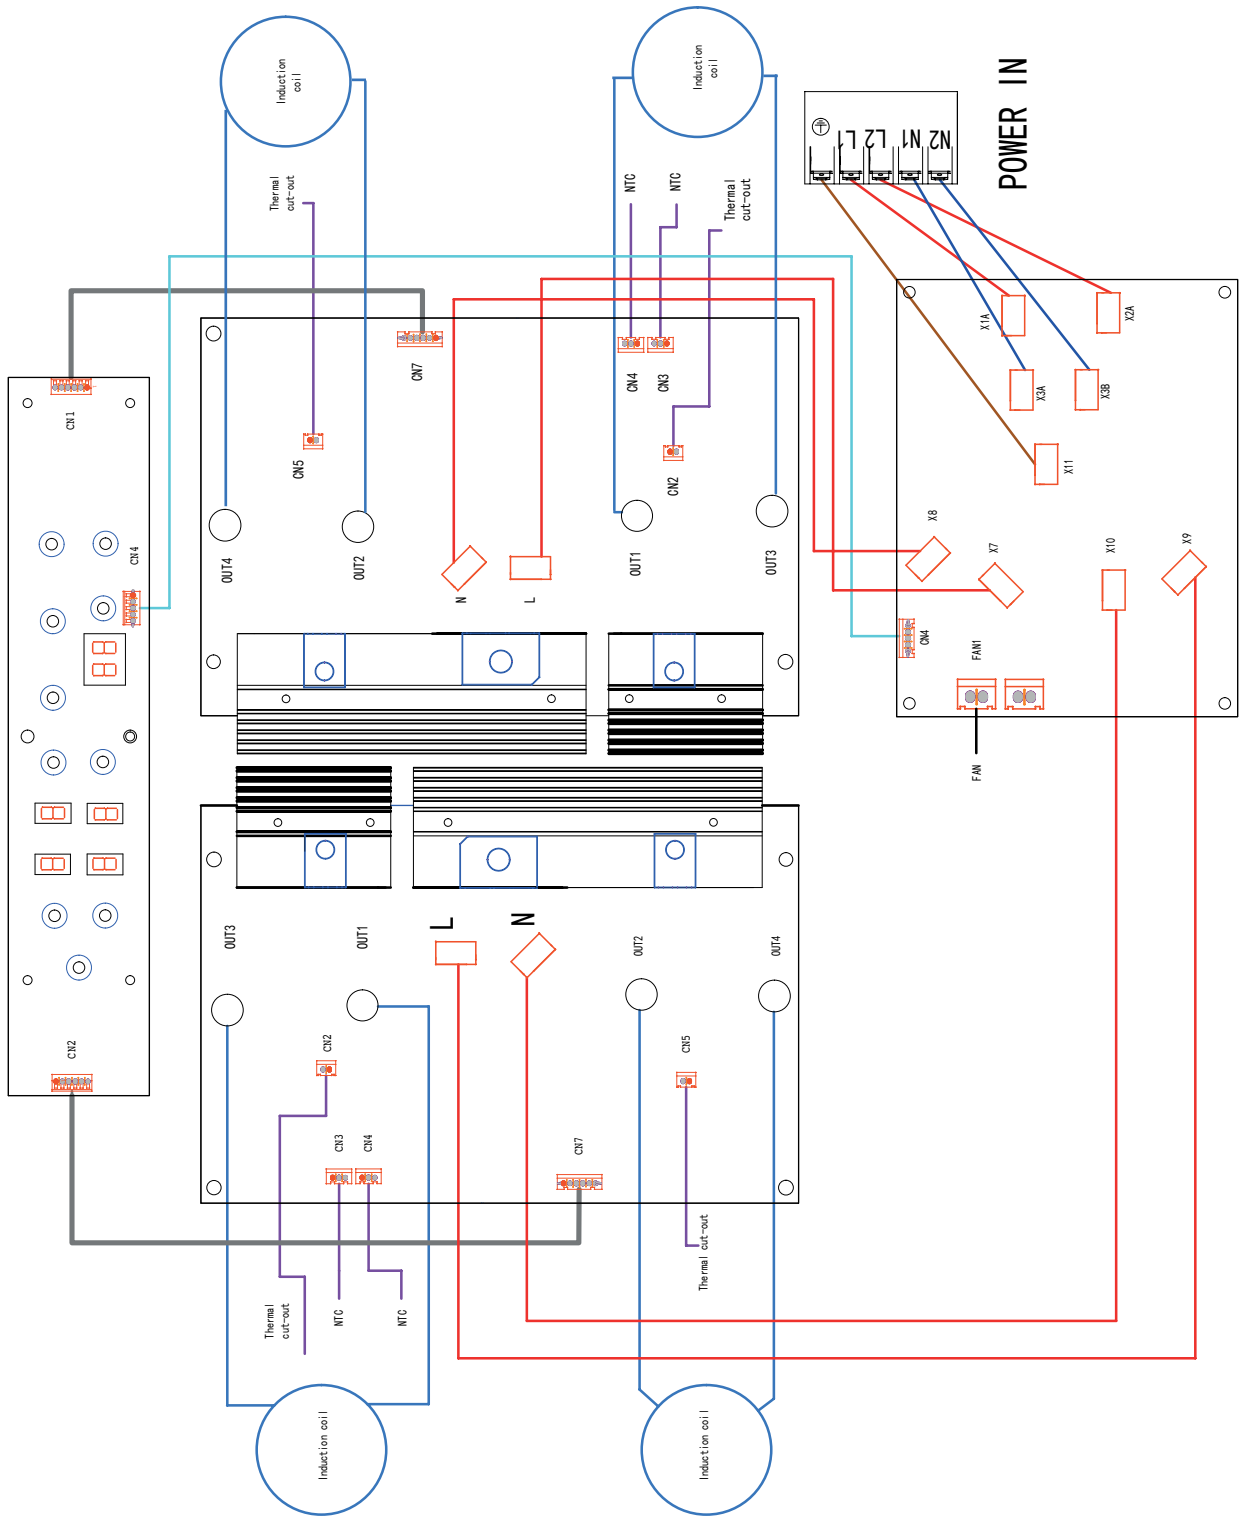 Induction
coil
Induction
coil
POWER IN
L1
L2
N1
N2
Thermal
cut-out
NTC
NTC
Thermal
cut-out
X1A
X2A
CN7
CN4
CN3
CN1
X3A
X3B
CN5
CN2
X11
CN4
OUT4
OUT2
OUT1
OUT3
X8
X7
X10
X9
N
L
CN4
FAN1
FAN
OUT3
OUT1
L
N
OUT2
OUT4
CN2
CN2
CN5
CN3
CN4
CN7
Thermal cut-out
Thermal
cut-out
NTC
NTC
Induction coil
Induction coil